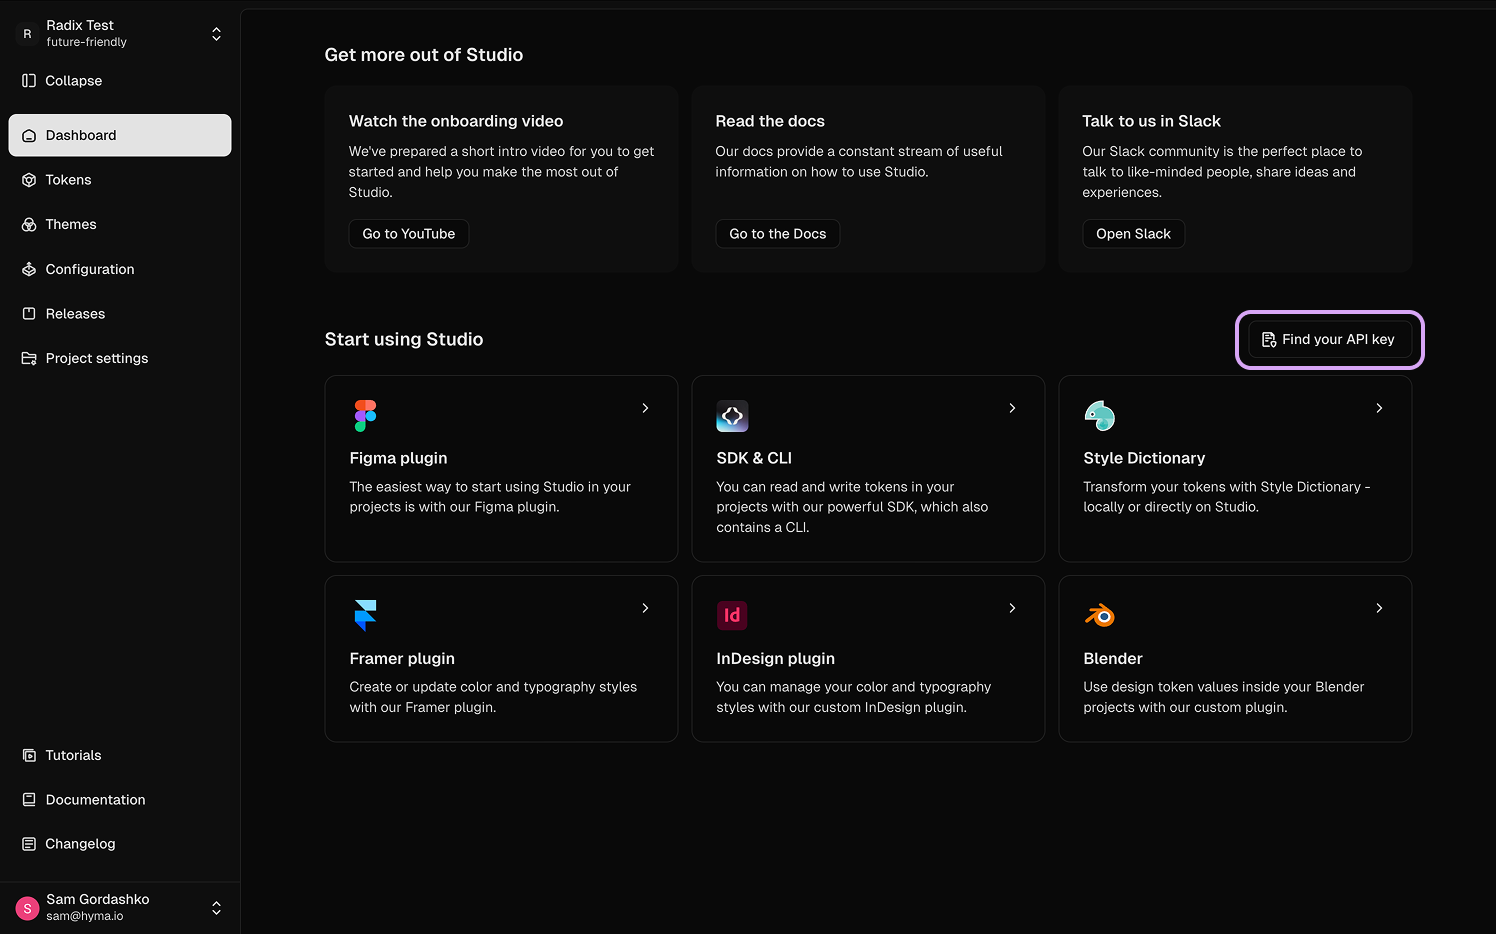 R
Radix Test
future-friendly
Collapse
Dashboard
Tokens
Themes
Configuration
Releases
Project settings
Tutorials
Documentation
Changelog
S
Sam Gordashko
sam@hyma.io
Get more out of Studio
Watch the onboarding video
We've prepared a short intro video for you to get
started and help you make the most out of
Studio.
Go to YouTube
Read the docs
Our docs provide a constant stream of useful
information on how to use Studio.
Go to the Docs
Talk to us in Slack
Our Slack community is the perfect place to
talk to like-minded people, share ideas and
experiences.
Open Slack
Start using Studio
Find your API key
Figma plugin
The easiest way to start using Studio in your
projects is with our Figma plugin.
SDK & CLI
You can read and write tokens in your
projects with our powerful SDK, which also
contains a CLI.
Style Dictionary
Transform your tokens with Style Dictionary -
locally or directly on Studio.
Framer plugin
Create or update color and typography styles
with our Framer plugin.
Id
InDesign plugin
You can manage your color and typography
styles with our custom InDesign plugin.
Blender
Use design token values inside your Blender
projects with our custom plugin.